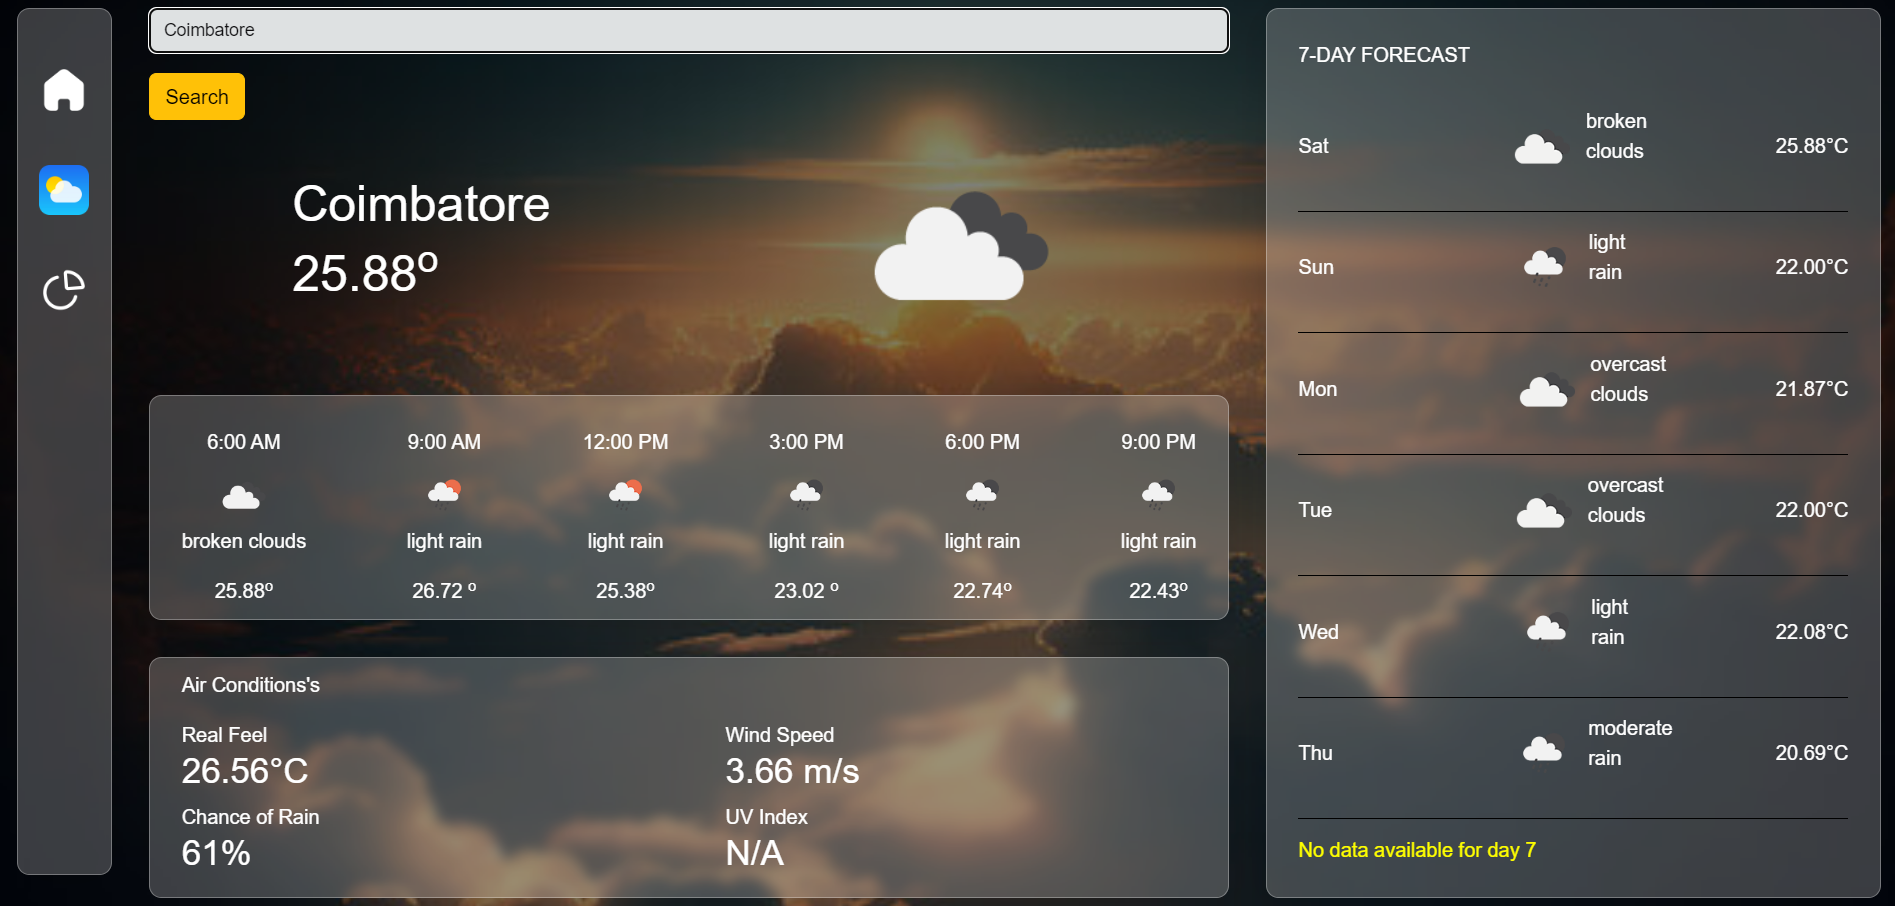 Coimbatore
Search
Coimbatore
25.88º
6:00 AM
broken clouds
25.88º
9:00 AM
light rain
26.72 º
12:00 PM
light rain
25.38º
3:00 PM
light rain
23.02 º
6:00 PM
light rain
22.74º
9:00 PM
light rain
22.43º
Air Conditions's
Real Feel
26.56°C
Wind Speed
3.66 m/s
Chance of Rain
61%
UV Index
N/A
7-DAY FORECAST
Sat
broken
clouds
25.88°C
Sun
light
rain
22.00°C
Mon
overcast
clouds
21.87°C
Tue
overcast
clouds
22.00°C
Wed
light
rain
22.08°C
Thu
moderate
rain
20.69°C
No data available for day 7